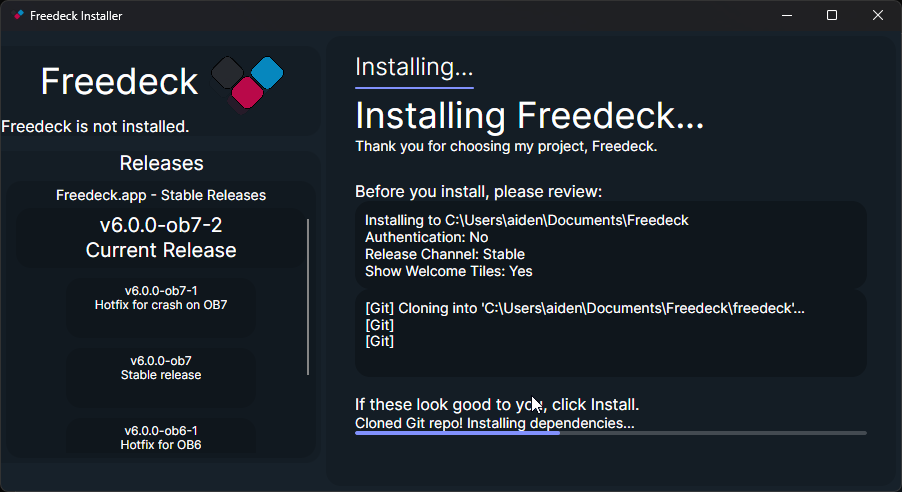 Freedeck Installer
Freedeck
Freedeck is not installed.
Releases
Freedeck.app - Stable Releases
v6.0.0-ob7-2
Current Release
v6.0.0-ob7-1
Hotfix for crash on OB7
v6.0.0-ob7
Stable release
v6.0.0-ob6-1
Hotfix for OB6
Installing...
Installing Freedeck...
Thank you for choosing my project, Freedeck.
Before you install, please review:
Installing to C:\Users\aiden\Documents\Freedeck
Authentication: No
Release Channel: Stable
Show Welcome Tiles: Yes
[Git] Cloning into 'C:\Users\aiden\Documents\Freedeck\freedeck'...
[Git]
[Git]
If these look good to you, click Install.
Cloned Git repo! Installing dependencies...